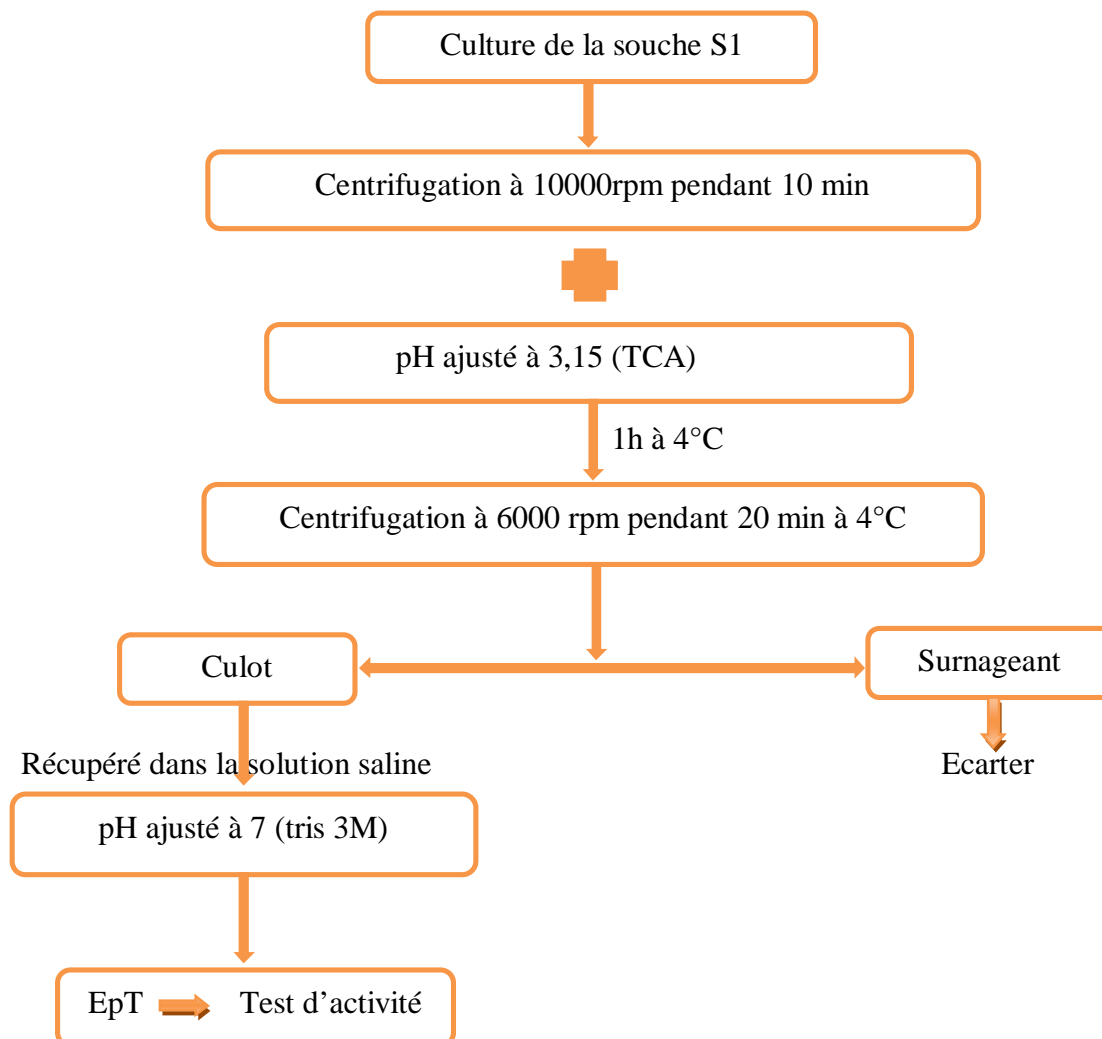 Culture de la souche S1
Centrifugation à 10000rpm pendant 10 min
pH ajusté à 3,15 (TCA)
1h à 4°C
Centrifugation à 6000 rpm pendant 20 min à 4°C
Culot
Surnageant
Récupéré dans la solution saline
Ecarter
pH ajusté à 7 (tris 3M)
EpT Test d’activité